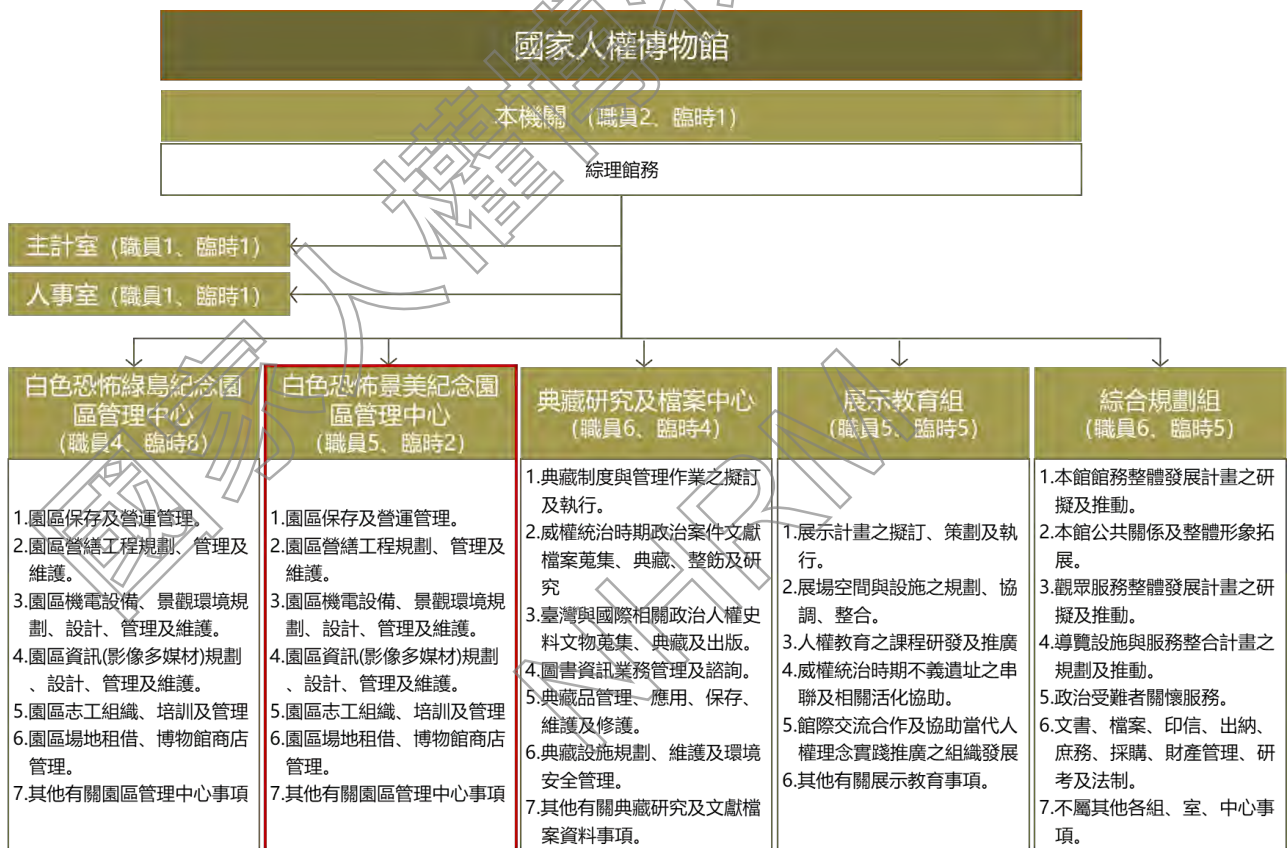 國家人權博物館
本機關 (職員2、臨時1)
綜理館務
主計室 (職員1、臨時1)
人事室 (職員1、臨時1)
白色恐怖綠島紀念園
區管理中心
(職員4、臨時8)
1.園區保存及營運管理。
2.園區營繕工程規劃、管理及
維護。
3.園區機電設備、景觀環境規
劃、設計、管理及維護。
4.園區資訊(影像多媒材)規劃
、設計、管理及維護。
5.園區志工組織、培訓及管理
6.園區場地租借、博物館商店
管理。
7.其他有關園區管理中心事項
白色恐怖景美紀念園
區管理中心
(職員5、臨時2)
1.園區保存及營運管理。
2.園區營繕工程規劃、管理及
維護。
3.園區機電設備、景觀環境規
劃、設計、管理及維護。
4.園區資訊(影像多媒材)規劃
、設計、管理及維護。
5.園區志工組織、培訓及管理
6.園區場地租借、博物館商店
管理。
7.其他有關園區管理中心事項
典藏研究及檔案中心
(職員6、臨時4)
1.典藏制度與管理作業之擬訂
及執行。
2.威權統治時期政治案件文獻
檔案蒐集、典藏、整飭及研
究
3.臺灣與國際相關政治人權史
料文物蒐集、典藏及出版。
4.圖書資訊業務管理及諮詢。
5.典藏品管理、應用、保存、
維護及修護。
6.典藏設施規劃、維護及環境
安全管理。
7.其他有關典藏研究及文獻檔
案資料事項。
展示教育組
(職員5、臨時5)
1.展示計畫之擬訂、策劃及執
行。
2.展場空間與設施之規劃、協
調、整合。
3.人權教育之課程研發及推廣
4.威權統治時期不義遺址之串
聯及相關活化協助。
5.館際交流合作及協助當代人
權理念實踐推廣之組織發展
6.其他有關展示教育事項。
綜合規劃組
(職員6、臨時5)
1.本館館務整體發展計畫之研
擬及推動。
2.本館公共關係及整體形象拓
展。
3.觀眾服務整體發展計畫之研
擬及推動。
4.導覽設施與服務整合計畫之
規劃及推動。
5.政治受難者關懷服務。
6.文書、檔案、印信、出納、
庶務、採購、財產管理、研
考及法制。
7.不屬其他各組、室、中心事
項。
國家人權博
NHRM